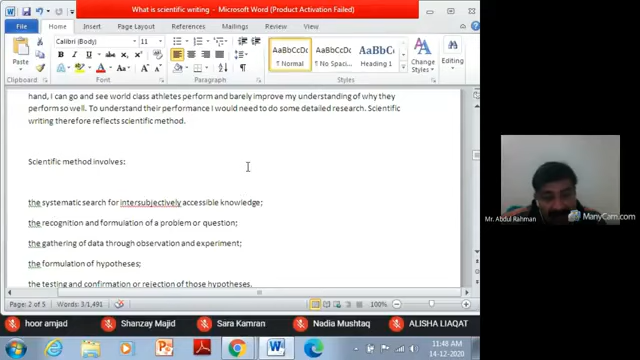 What is scientific writing - Microsoft Word (Product Activation Failed)
File Home Insert Page Layout References Mailings Review View
Calibri (Body) 11
AaBbCcDc AaBbCcDc AaBbC
Paste
Normal No Spaci... Heading 1 Change Styles Editing
Clipboard Font Paragraph Styles
hand, I can go and see world class athletes perform and barely improve my understanding of why they
perform so well. To understand their performance I would need to do some detailed research. Scientific
writing therefore reflects scientific method.
Scientific method involves:
the systematic search for intersubjectively accessible knowledge;
the recognition and formulation of a problem or question;
the gathering of data through observation and experiment;
the formulation of hypotheses;
the testing and confirmation or rejection of those hypotheses.
Mr. Abdul Rahman
ManyCam.com
Page: 2 of 5 Words: 3/1,491 100%
hoor amjad Shanzay Majid Sara Kamran Nadia Mushtaq ALISHA LIAQAT
11:48 AM
14-12-2020